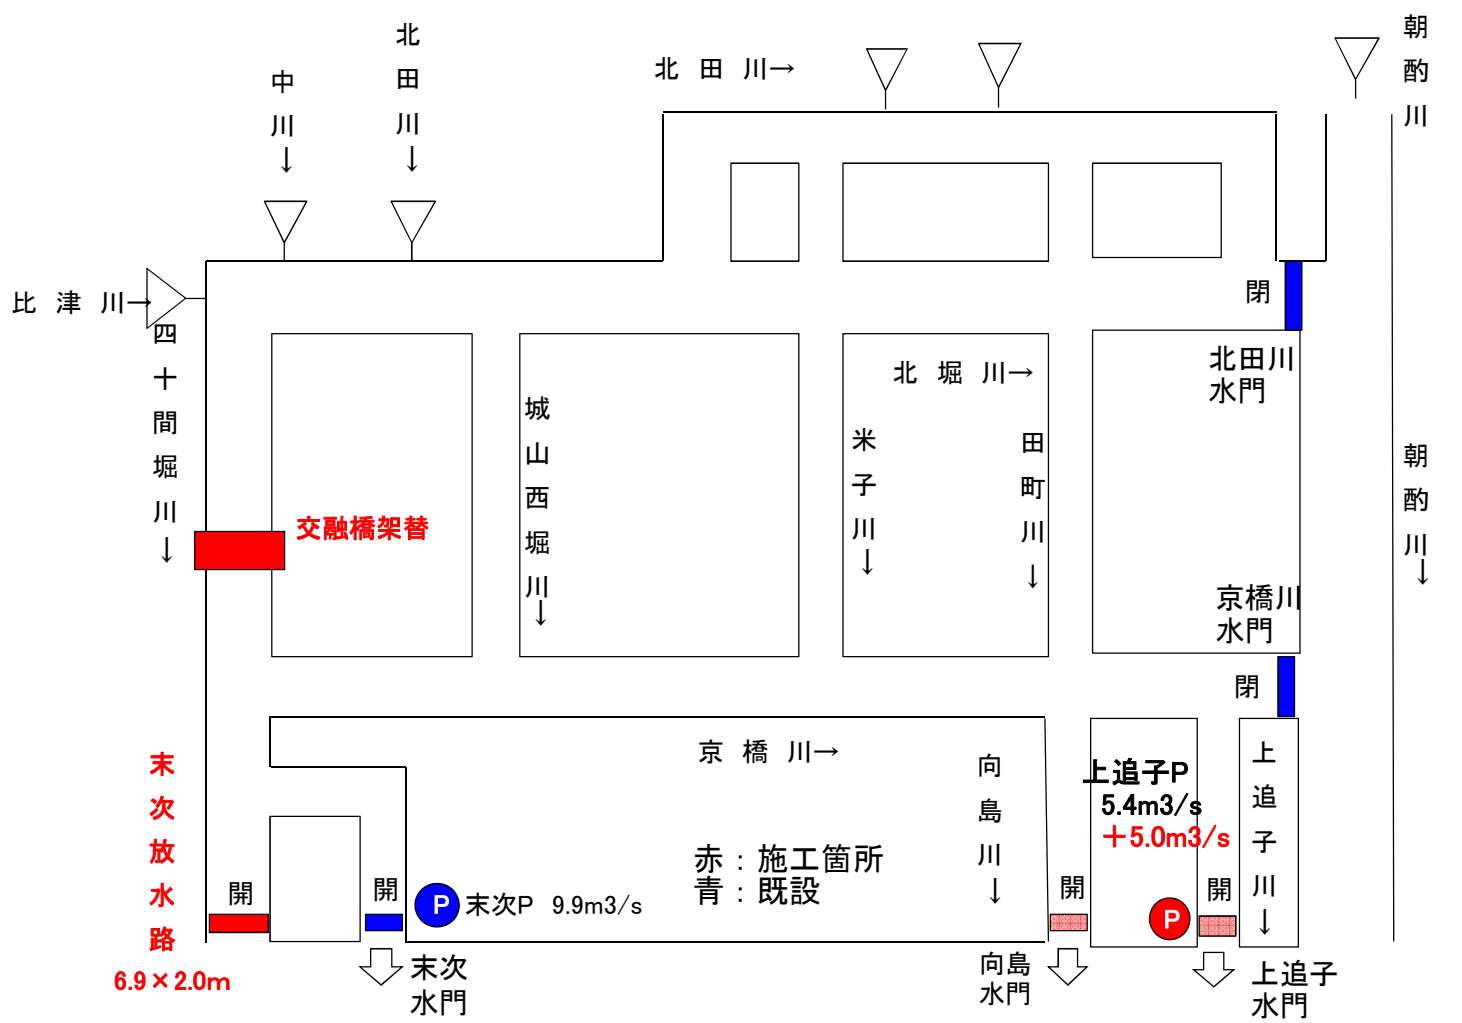 北田川↓
中川↓
北田川→
朝酌川
比津川→
四十間堀川↓
閉
北田川
水門
北堀川→
城山西堀川↓
米子川↓
田町川↓
朝酌川↓
交融橋架替
京橋川
水門
閉
京橋川→
向島川↓
上追子P
5.4m3/s
＋5.0m3/s
上追子川↓
末次放水路
6.9×2.0m
赤：施工箇所
青：既設
開
開
P
末次P 9.9m3/s
開
開
P
末次
水門
向島
水門
上追子
水門